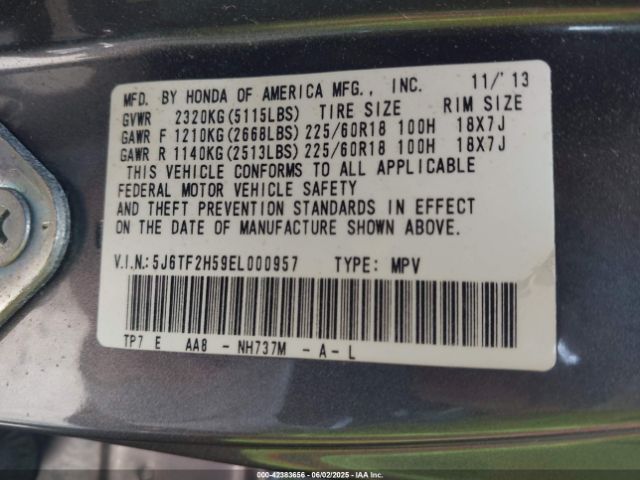 MFD. BY HONDA OF AMERICA MFG., INC. 11/'13
GVWR 2320KG(5115LBS) TIRE SIZE RIM SIZE
GAWR F 1210KG(2668LBS) 225/60R18 100H 18X7J
GAWR R 1140KG(2513LBS) 225/60R18 100H 18X7J
THIS VEHICLE CONFORMS TO ALL APPLICABLE
FEDERAL MOTOR VEHICLE SAFETY
AND THEFT PREVENTION STANDARDS IN EFFECT
ON THE DATE OF MANUFACTURE SHOWN ABOVE.
V.I.N.:5J6TF2H59EL000957 TYPE: MPV
TP7 E AA8 - NH737M - A - L
000-42383656 - 06/02/2025 - IAAI.COM